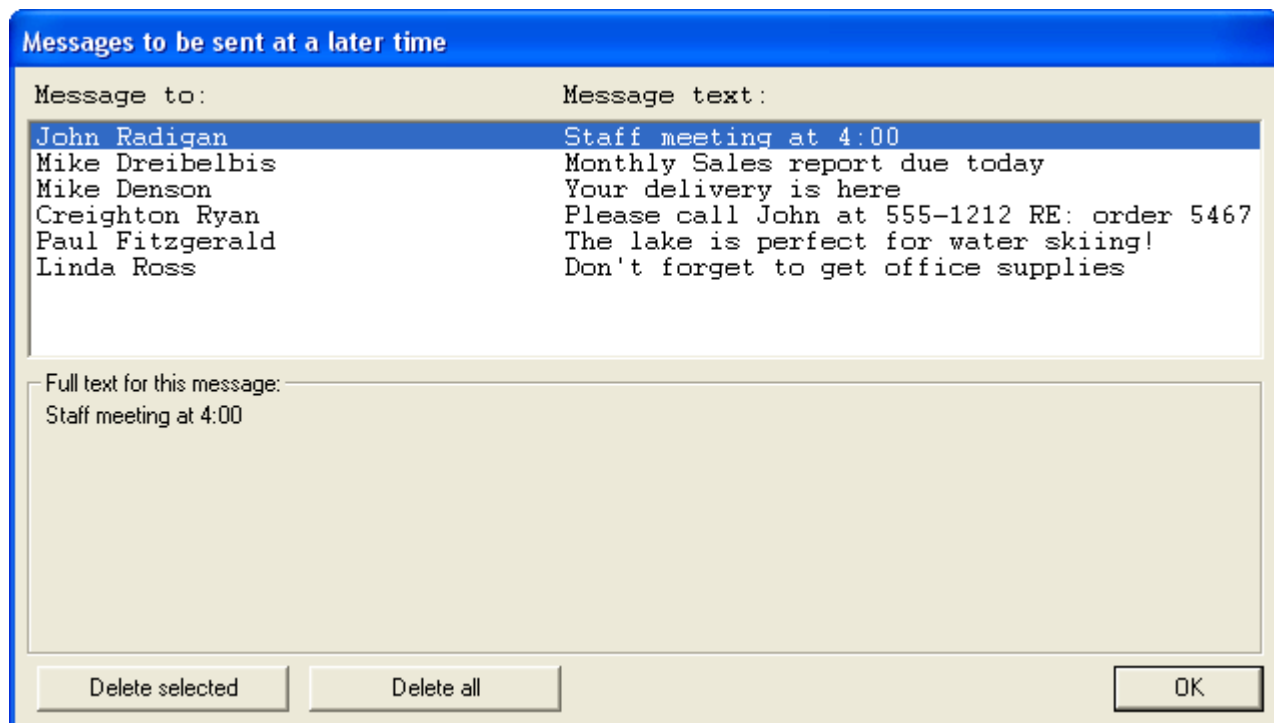 Messages to be sent at a later time
Message to: Message text:
John Radigan Staff meeting at 4:00
Mike Dreibelbis Monthly Sales report due today
Mike Denson Your delivery is here
Creighton Ryan Please call John at 555-1212 RE: order 5467
Paul Fitzgerald The lake is perfect for water skiing!
Linda Ross Don't forget to get office supplies
Full text for this message:
Staff meeting at 4:00
Delete selected Delete all OK